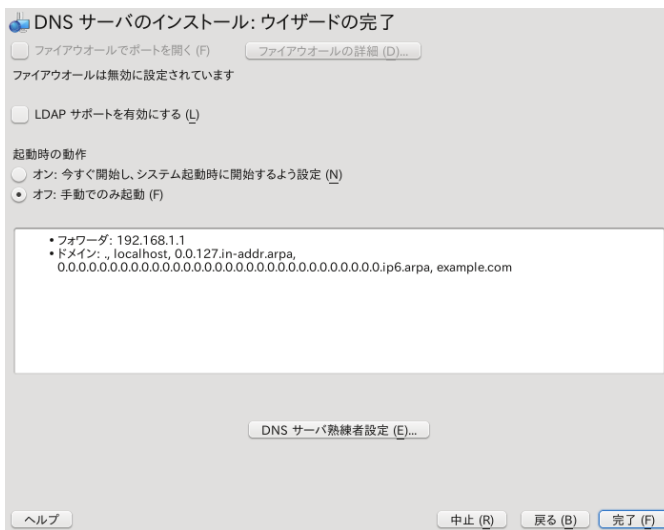 DNS サーバのインストール: ウイザードの完了
ファイアウオールでポートを開く (F)
ファイアウオールの詳細 (D)...
ファイアウオールは無効に設定されています
LDAP サポートを有効にする (L)
起動時の動作
オン: 今すぐ開始し、システム起動時に開始するよう設定 (N)
オフ: 手動でのみ起動 (F)
• フォワーダ: 192.168.1.1
• ドメイン: ., localhost, 0.0.127.in-addr.arpa,
0.0.0.0.0.0.0.0.0.0.0.0.0.0.0.0.0.0.0.0.0.0.0.0.0.0.0.0.0.0.0.0.ip6.arpa, example.com
DNS サーバ熟練者設定 (E)...
ヘルプ
中止 (R)
戻る (B)
完了 (F)